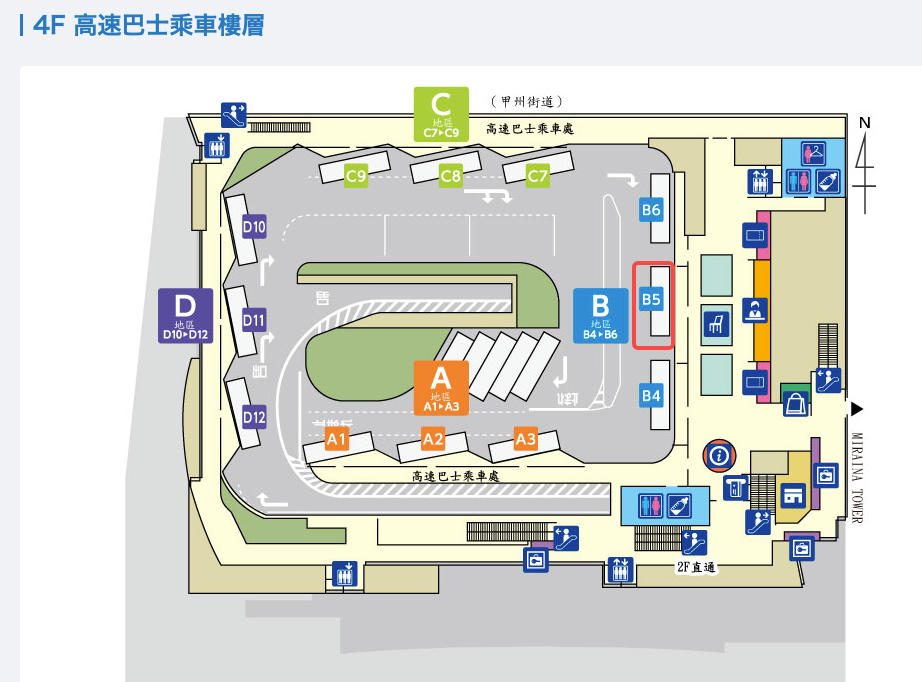 4F 高速巴士乘車樓層
C
地區
C7▸C9
（甲州街道）
高速巴士乘車處
N
C9
C8
C7
B6
D10
D
地區
D10▸D12
D11
B
地區
B4▸B6
B5
A
地區
A1▸A3
B4
D12
A1
A2
A3
高速巴士乘車處
MIRAINA TOWER
2F直通